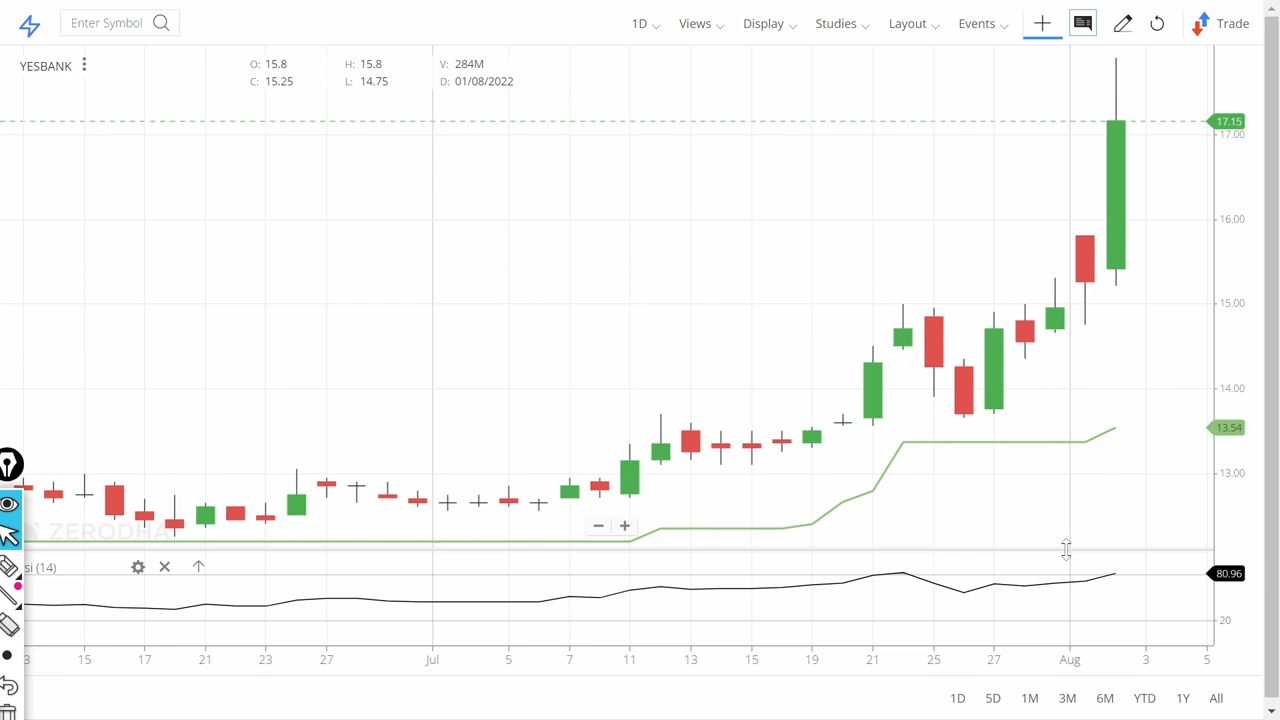 Enter Symbol 1D Views Display Studies Layout Events Trade
YESBANK O: 15.8 H: 15.8 V: 284M
C: 15.25 L: 14.75 D: 01/08/2022
17.15
17.00
16.00
15.00
14.00
13.54
13.00
ZERODHA
si (14)
80.96
20
3 15 17 21 23 27 Jul 5 7 11 13 15 19 21 25 27 Aug 3 5
1D 5D 1M 3M 6M YTD 1Y All